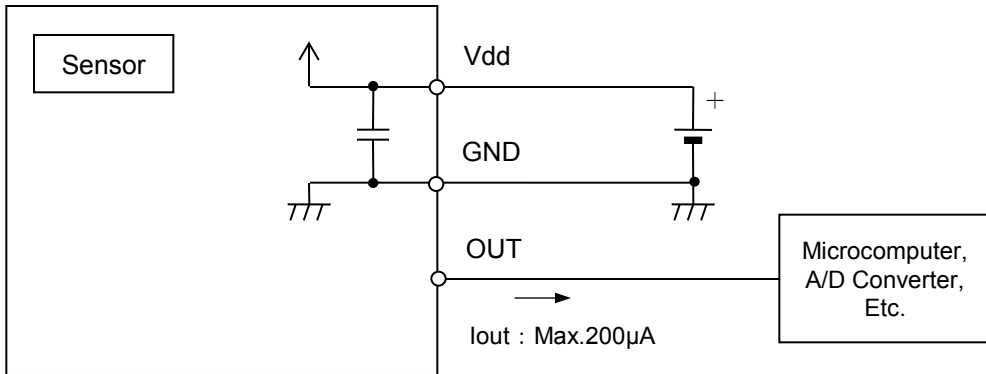 Sensor
Vdd
+
GND
OUT
Microcomputer,
A/D Converter,
Etc.
Iout : Max.200μA